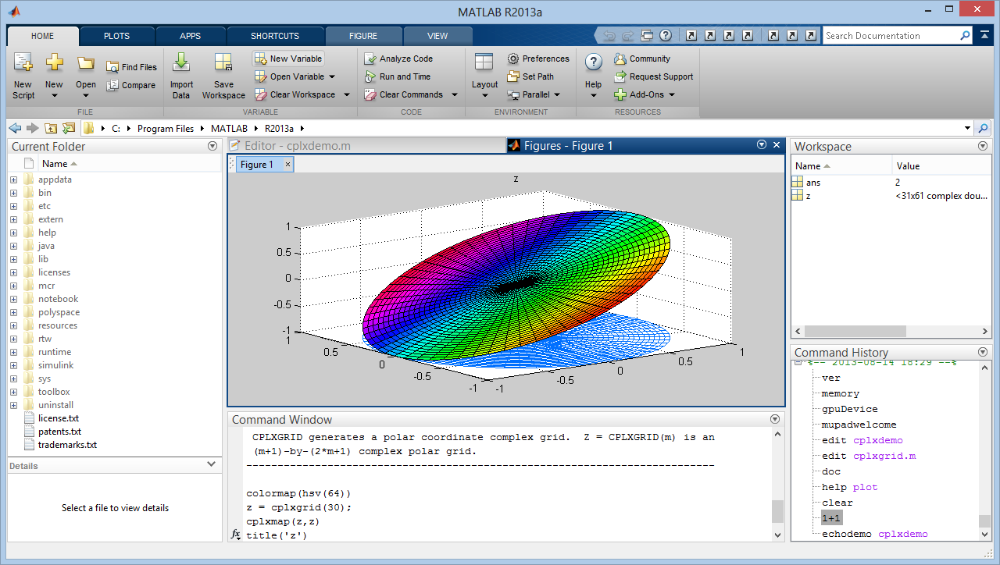 MATLAB R2013a
HOME PLOTS APPS SHORTCUTS FIGURE VIEW
Search Documentation
New Script
New
Open
Find Files
Compare
FILE
Import Data
Save Workspace
New Variable
Open Variable
Clear Workspace
VARIABLE
Analyze Code
Run and Time
Clear Commands
CODE
Layout
Preferences
Set Path
Parallel
ENVIRONMENT
Help
Community
Request Support
Add-Ons
RESOURCES
C: Program Files MATLAB R2013a
Current Folder
Name
appdata
bin
etc
extern
help
java
lib
licenses
mcr
notebook
polyspace
resources
rtw
runtime
simulink
sys
toolbox
uninstall
license.txt
patents.txt
trademarks.txt
Details
Select a file to view details
Editor - cplxdemo.m
Figures - Figure 1
Figure 1
z
1
0.5
0
-0.5
-1
1
0.5
0
-0.5
-1
-1
-0.5
0
0.5
1
Command Window
CPLXGRID generates a polar coordinate complex grid.  Z = CPLXGRID(m) is an
(m+1)-by-(2*m+1) complex polar grid.
---------------------------------------------------------------------------
colormap(hsv(64))
z = cplxgrid(30);
cplxmap(z,z)
fx title('z')
Workspace
Name Value
ans 2
z <31x61 complex dou...
Command History
%-- 2013-08-14 18:29 --%
ver
memory
gpuDevice
mupadwelcome
edit cplxdemo
edit cplxgrid.m
doc
help plot
clear
1+1
echodemo cplxdemo